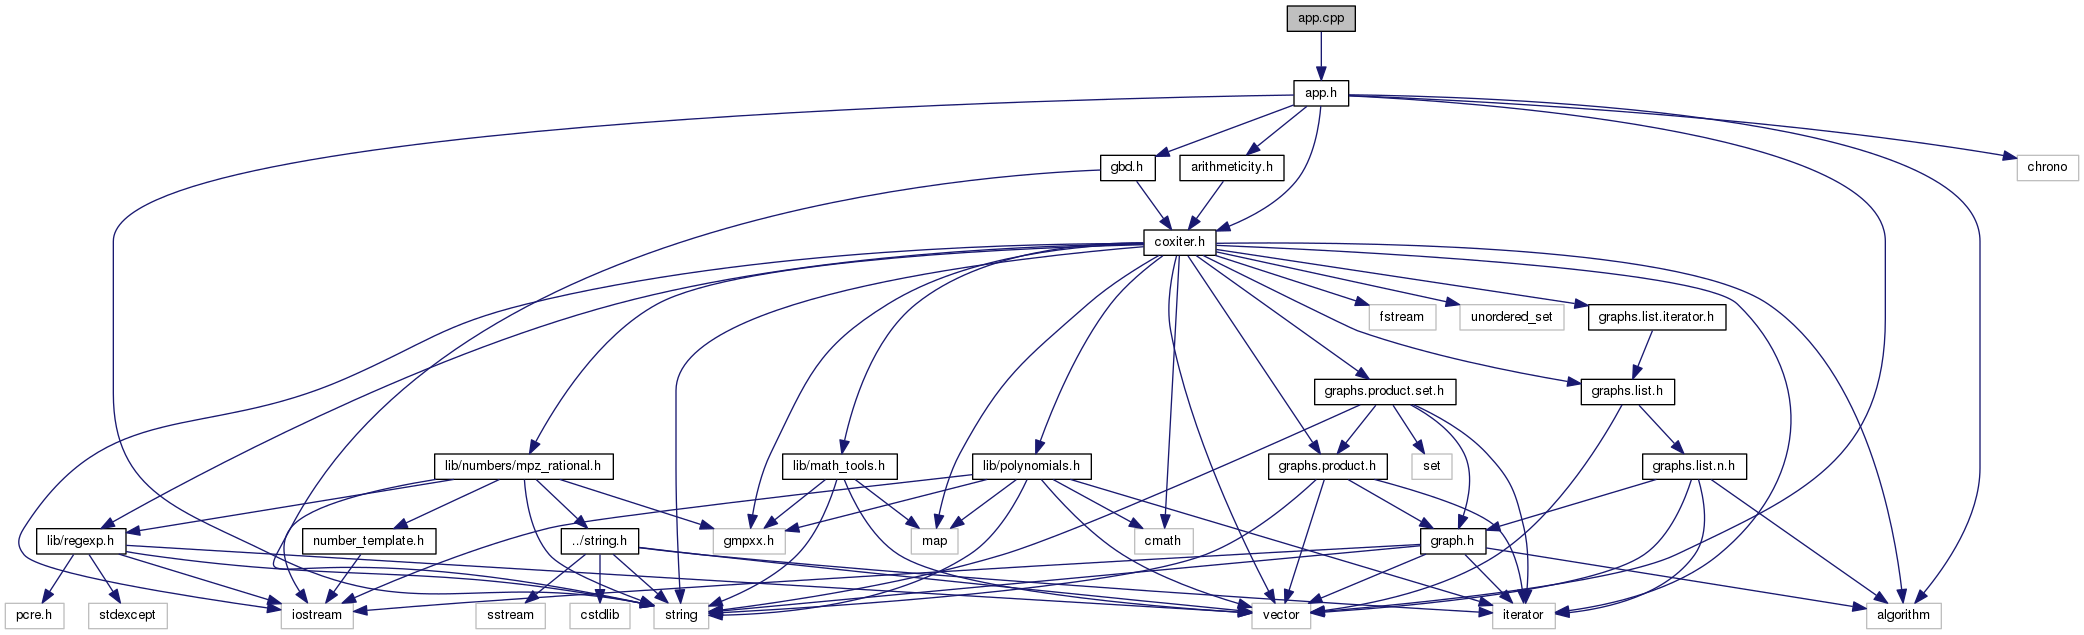 app.cpp
app.h
gbd.h
arithmeticity.h
chrono
coxiter.h
fstream
unordered_set
graphs.list.iterator.h
graphs.product.set.h
graphs.list.h
lib/numbers/mpz_rational.h
lib/math_tools.h
lib/polynomials.h
graphs.product.h
set
graphs.list.n.h
lib/regexp.h
number_template.h
../string.h
gmpxx.h
map
cmath
graph.h
pcre.h
stdexcept
iostream
sstream
cstdlib
string
vector
iterator
algorithm